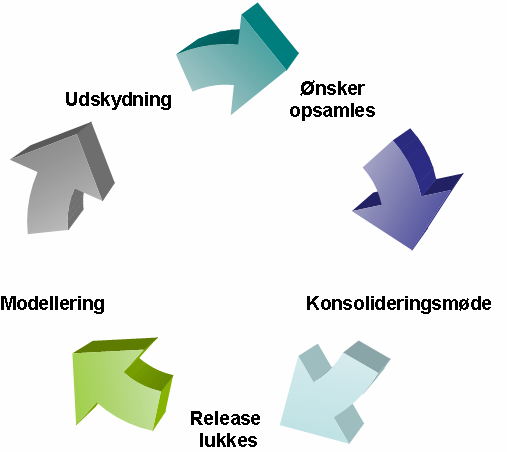 Udskydning
Ønsker
opsamles
Modellering
Konsolideringsmøde
Release
lukkes